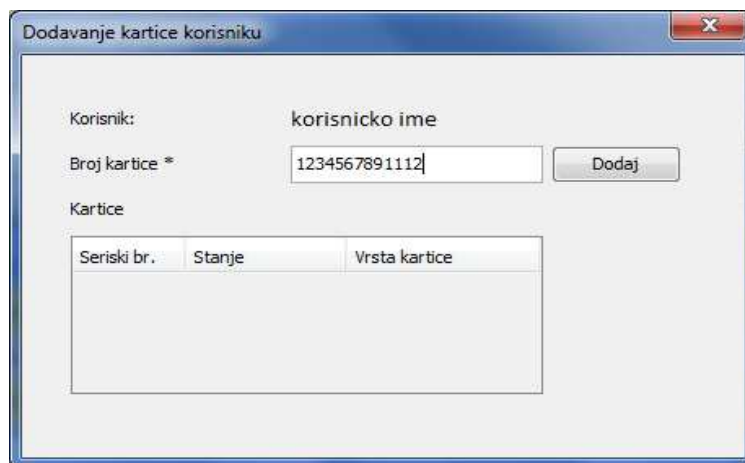 Dodavanje kartice korisniku
Korisnik: korisnicko ime
Broj kartice * 1234567891112 Dodaj
Kartice
Seriski br. Stanje Vrsta kartice